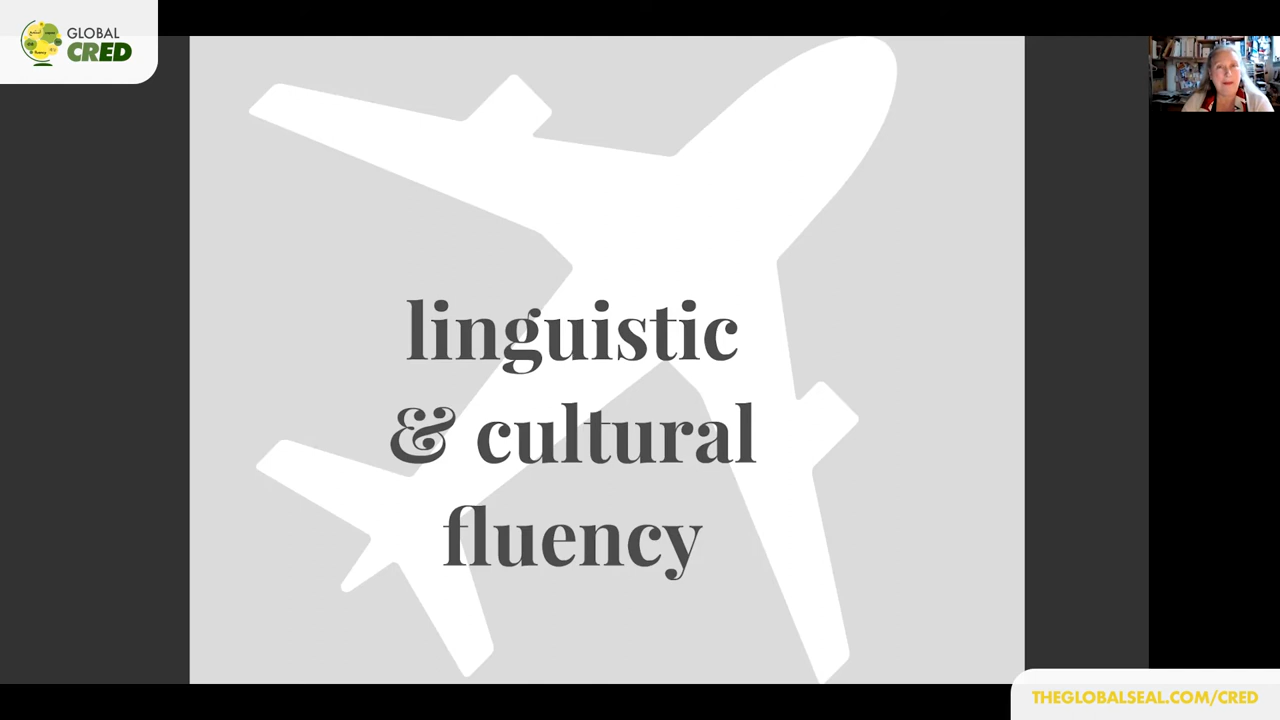 GLOBAL
CRED
linguistic
& cultural
fluency
THEGLOBALSEAL.COM/CRED